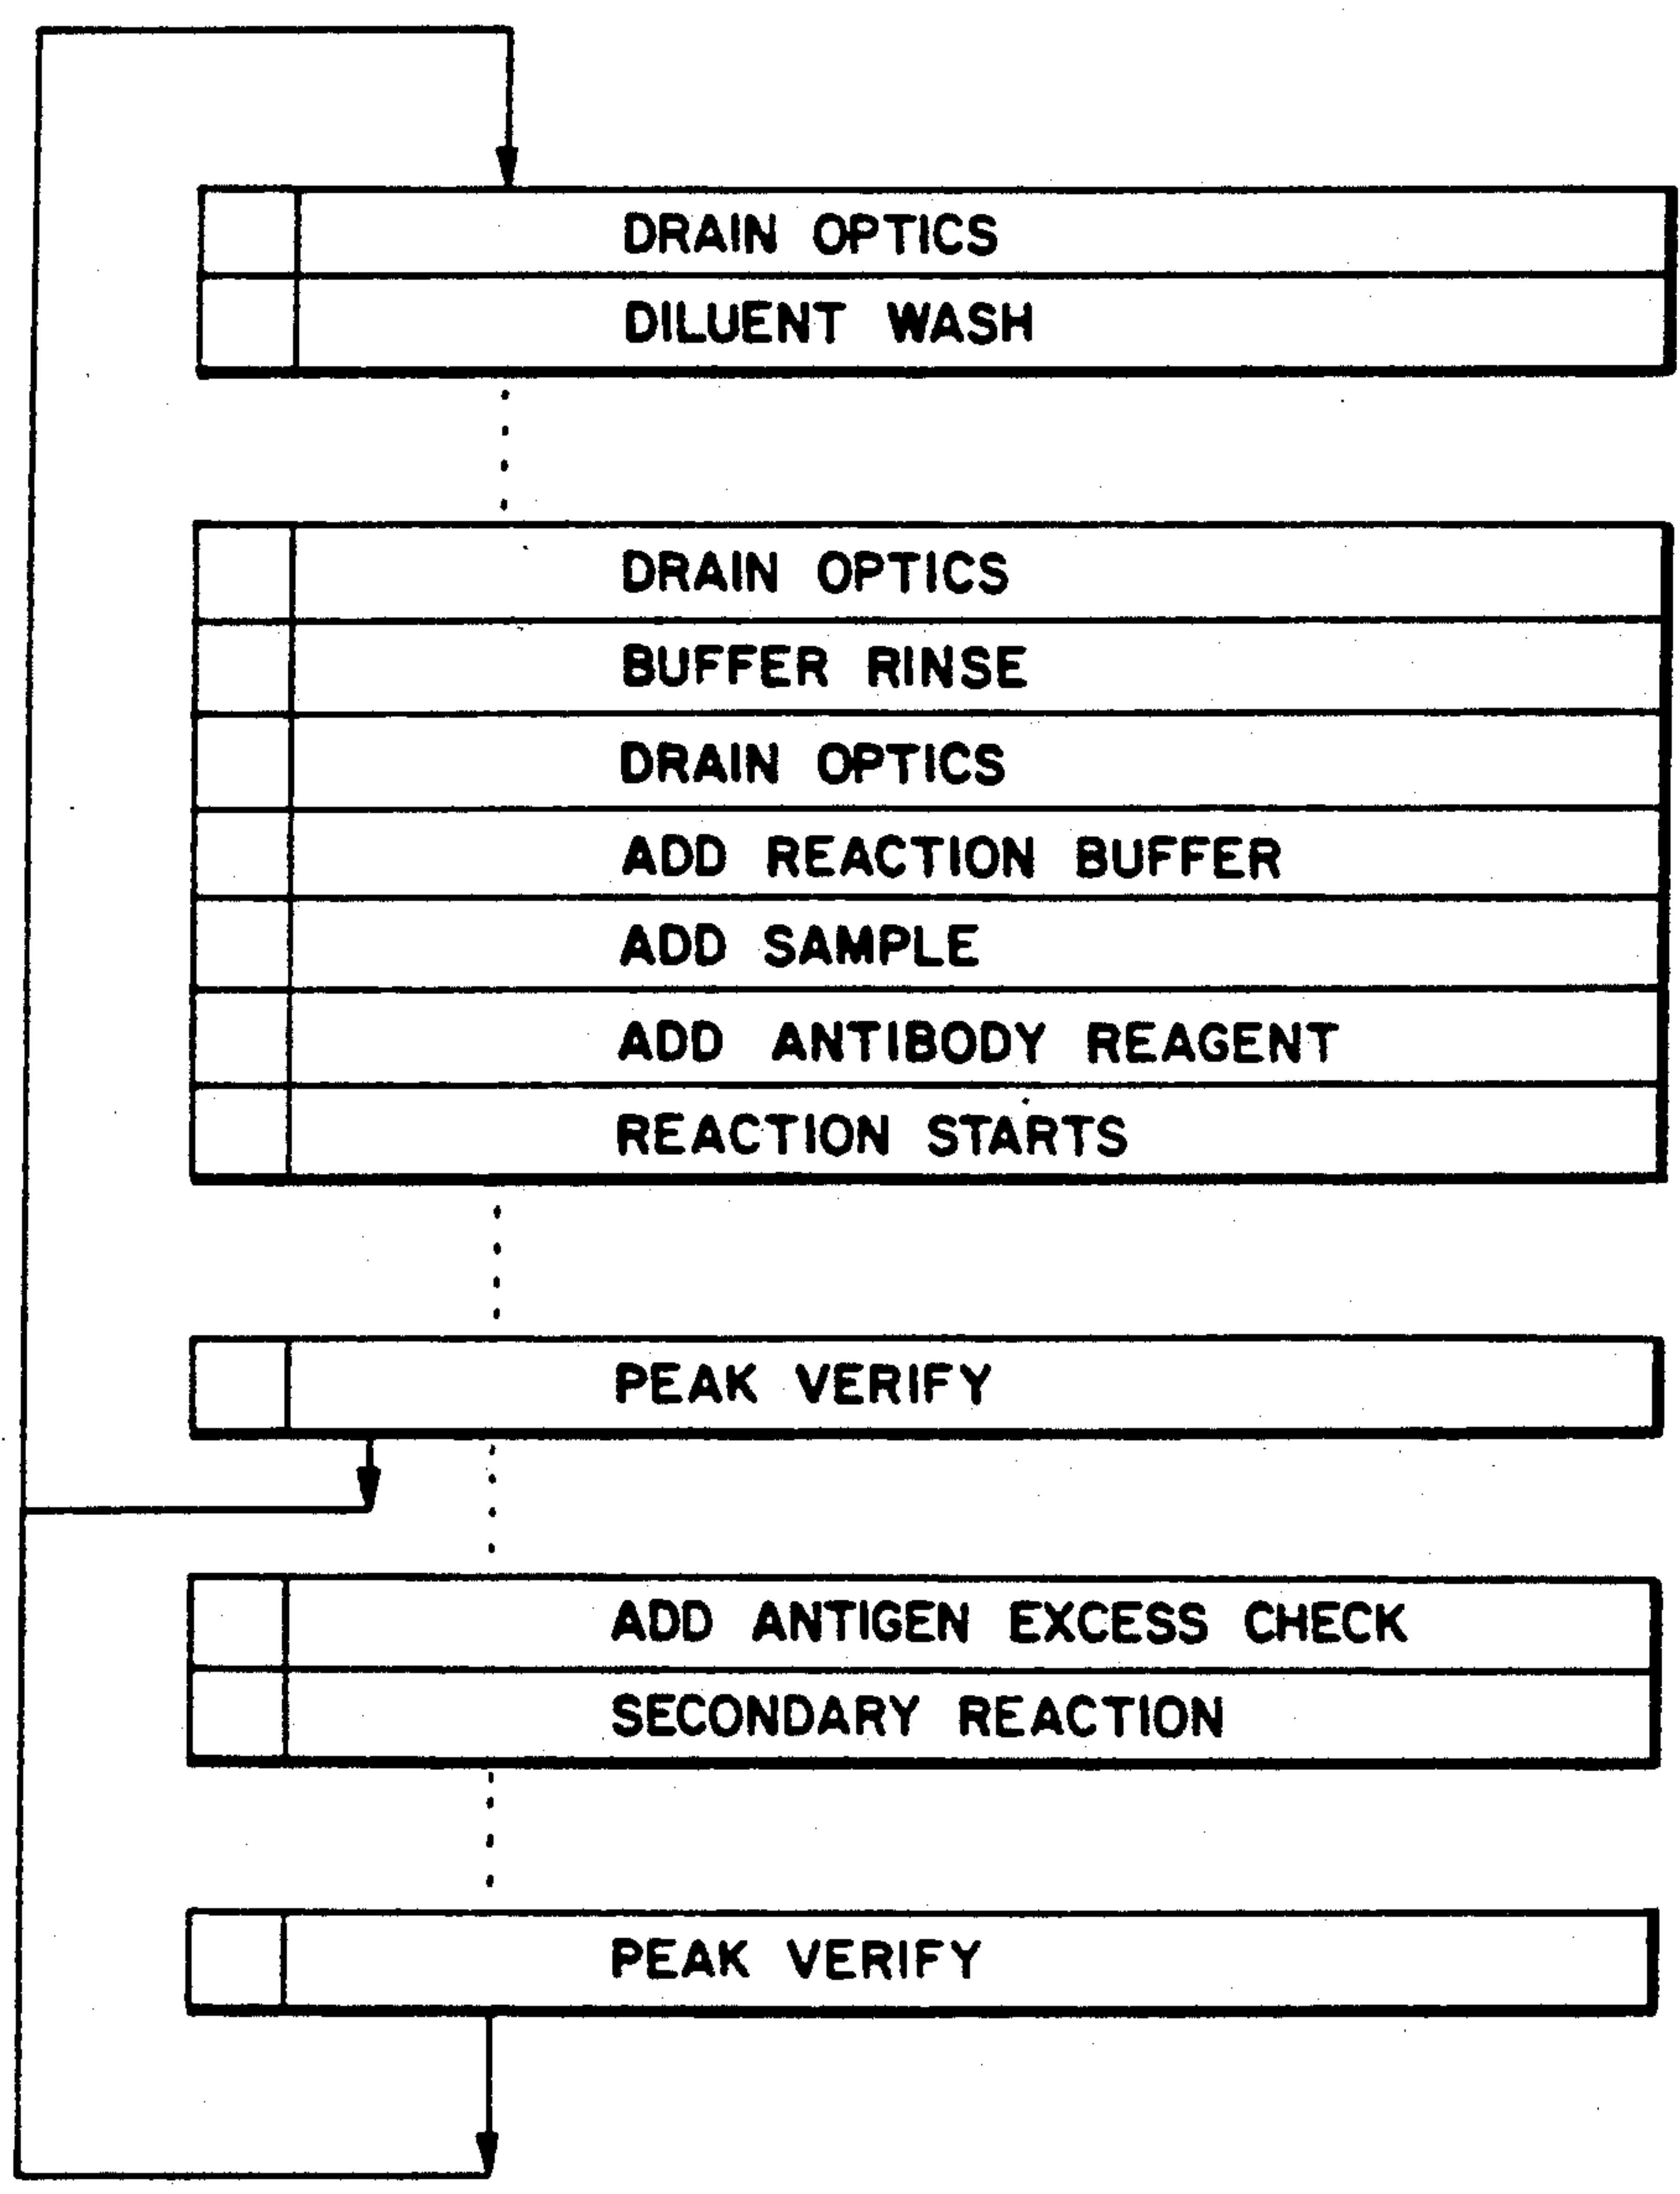 DRAIN OPTICS
DILUENT WASH
DRAIN OPTICS
BUFFER RINSE
DRAIN OPTICS
ADD REACTION BUFFER
ADD SAMPLE
ADD ANTIBODY REAGENT
REACTION STARTS
PEAK VERIFY
ADD ANTIGEN EXCESS CHECK
SECONDARY REACTION
PEAK VERIFY